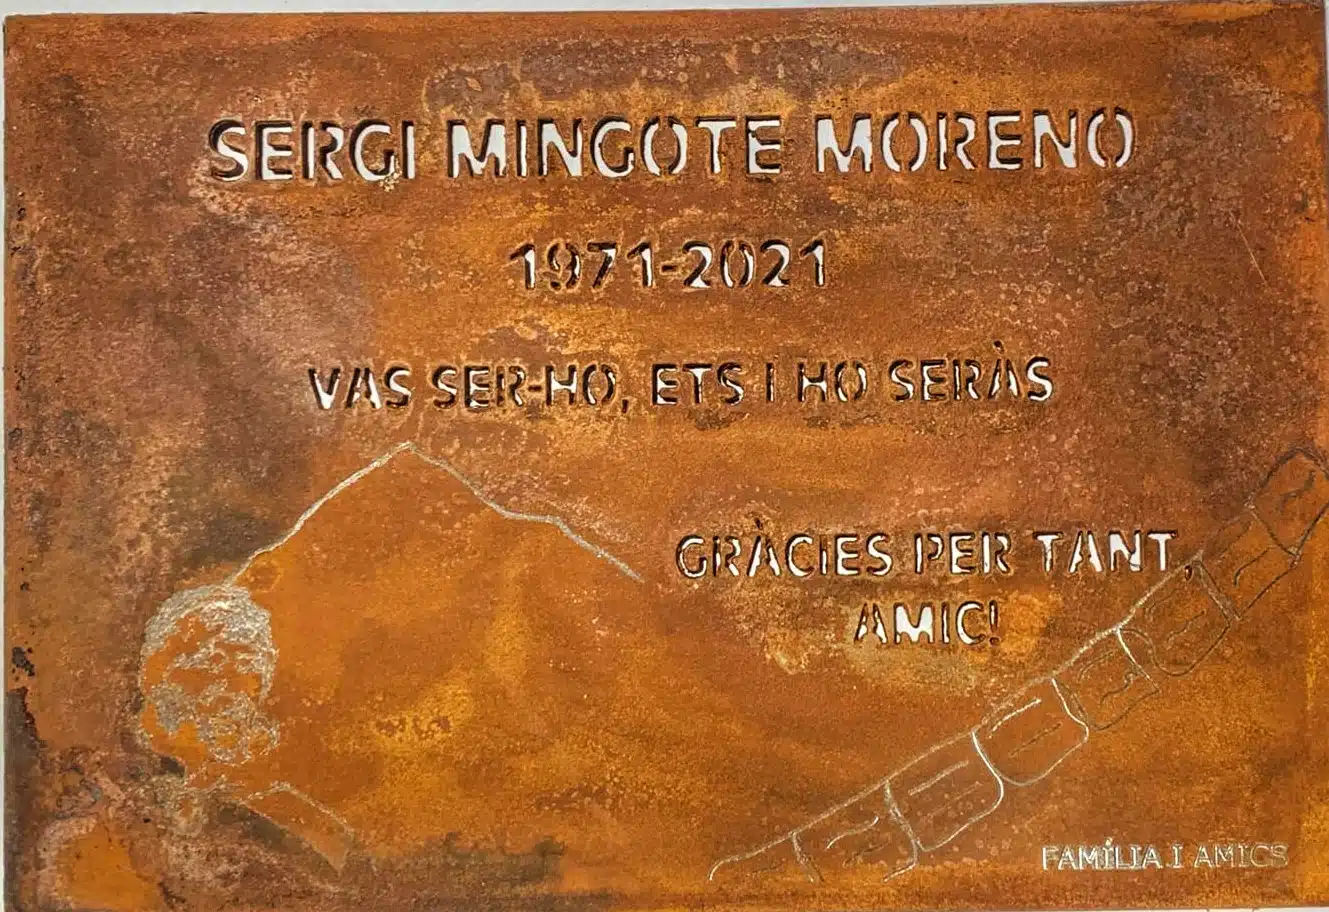 SERGI MINGOTE MORENO
1971-2021
VAS SER-HO, ETS I HO SERÀS
GRÀCIES PER TANT,
AMIC!
FAMÍLIA I AMICS